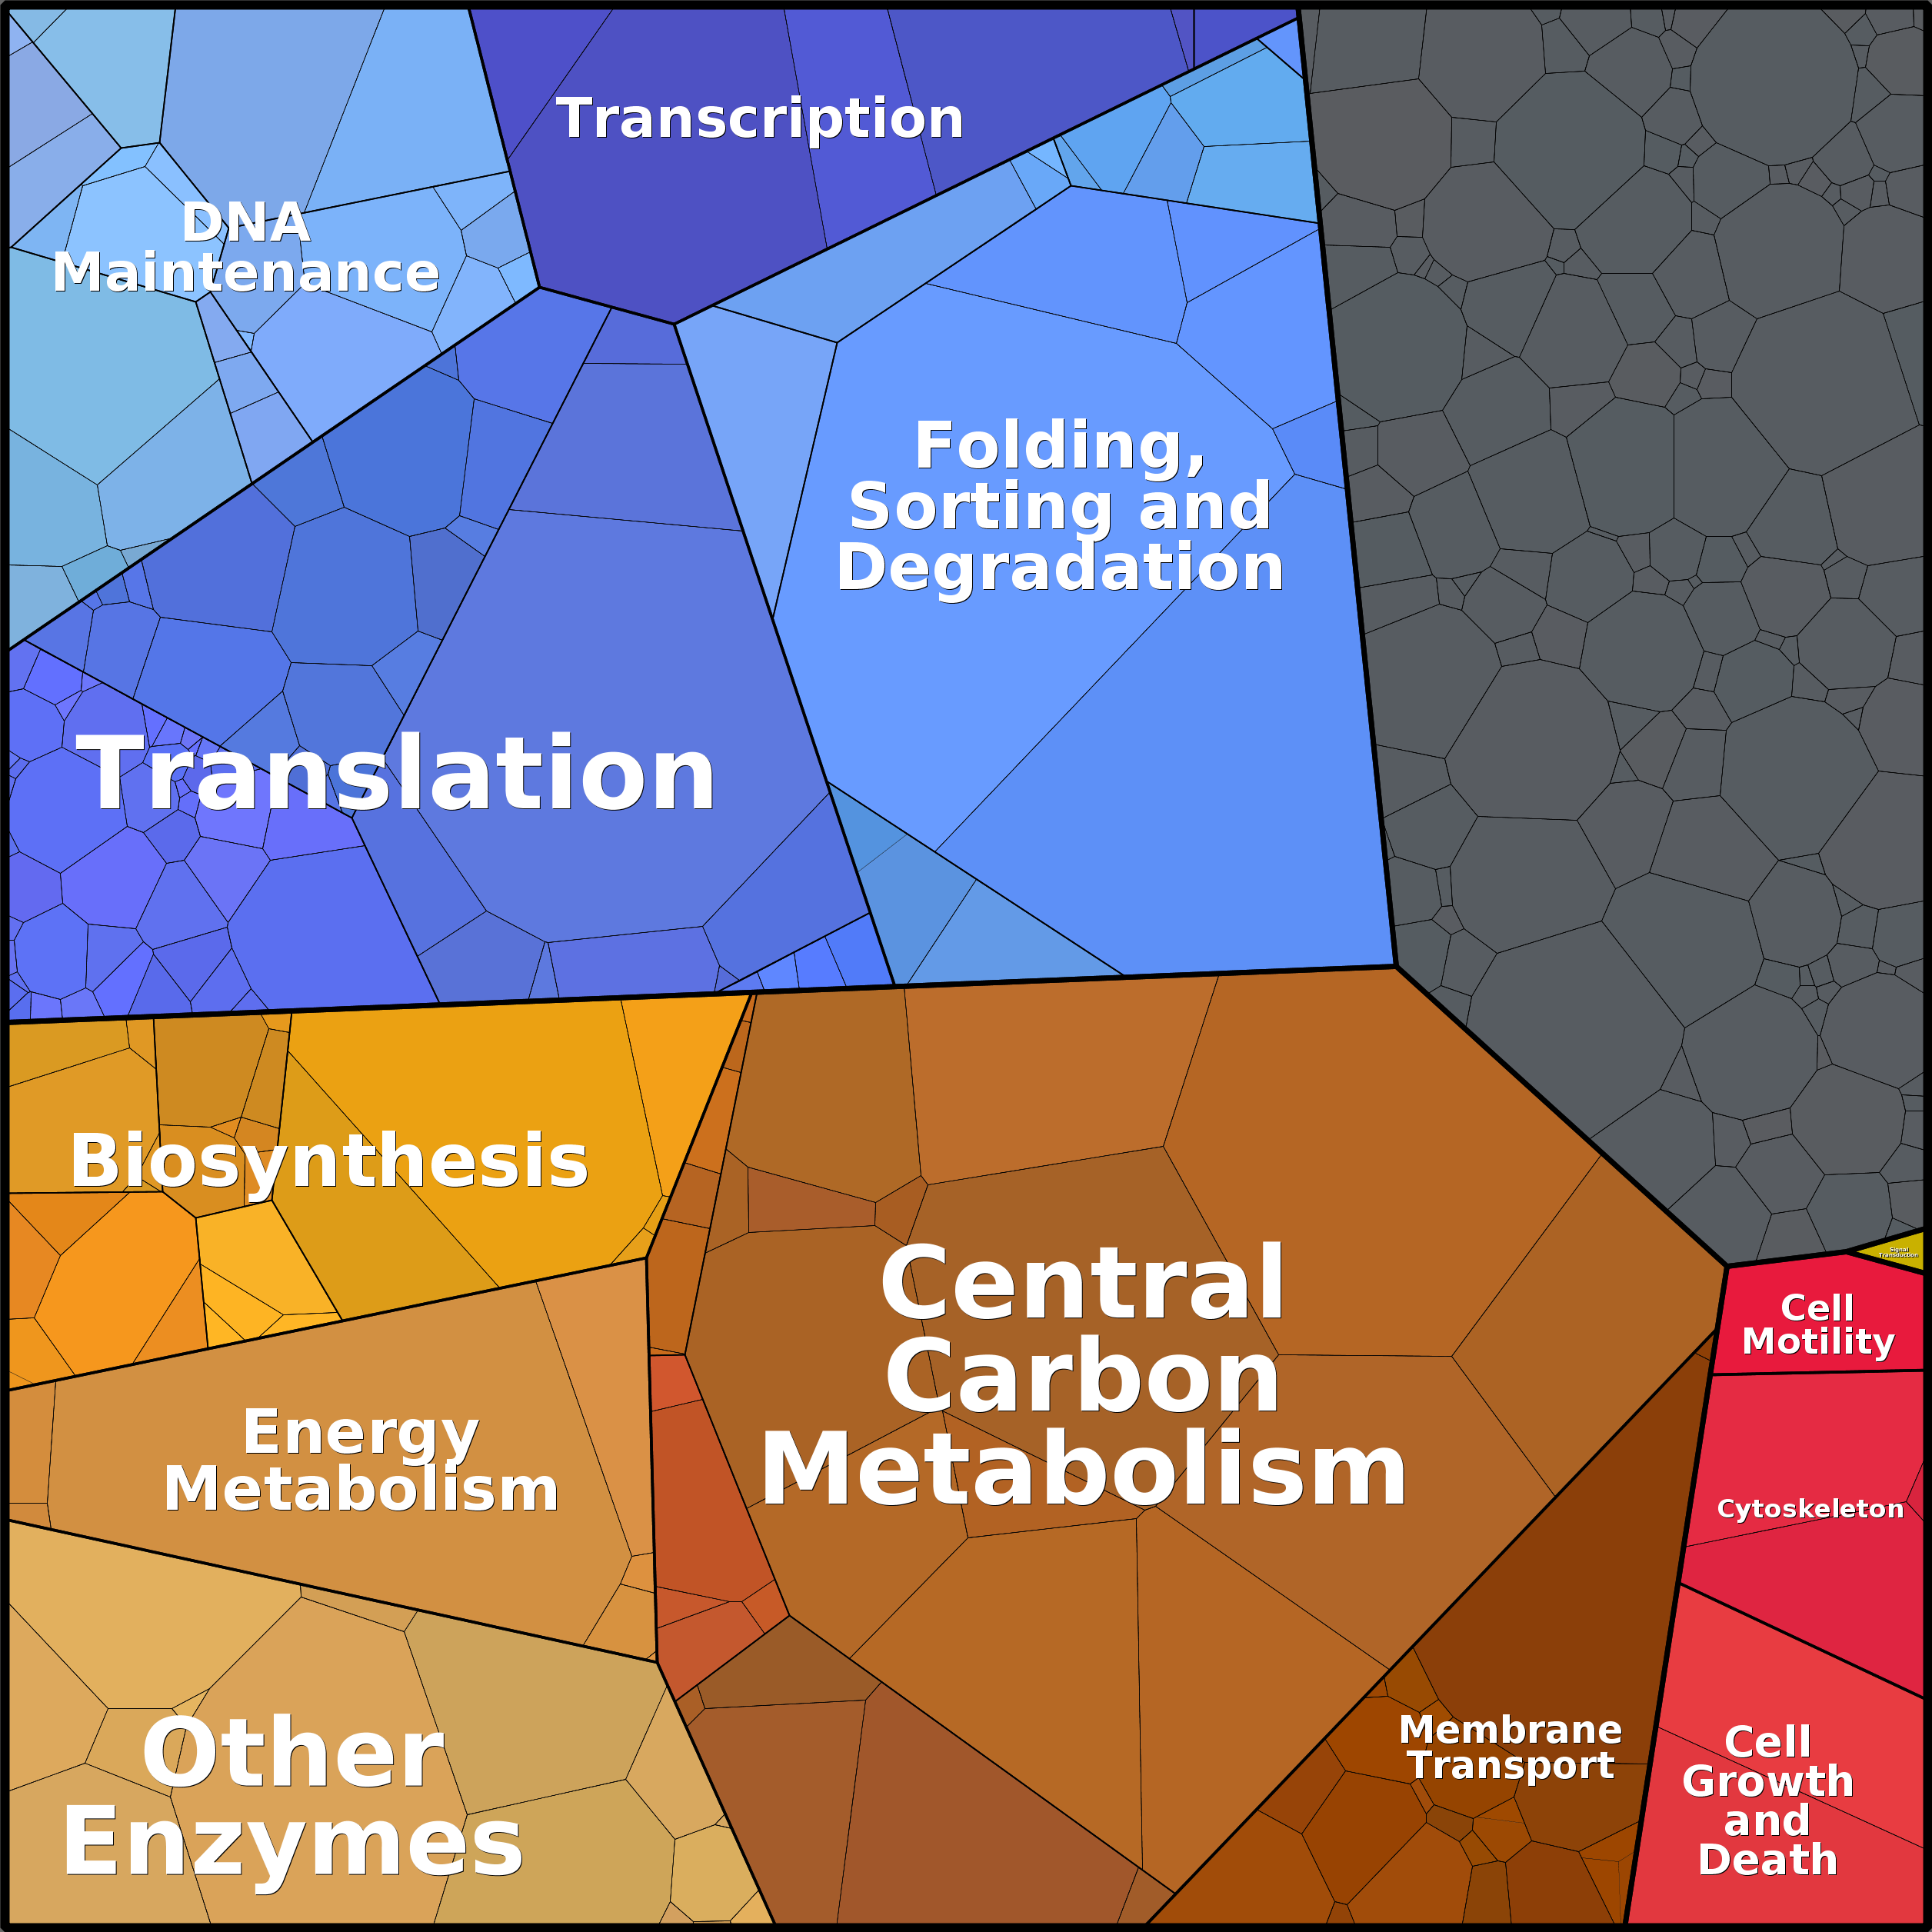 Transcription
DNA
Maintenance
Folding,
Sorting and
Degradation
Translation
Biosynthesis
Central
Carbon
Metabolism
Signal
Transduction
Cell
Motility
Energy
Metabolism
Cytoskeleton
Other
Enzymes
Membrane
Transport
Cell
Growth
and
Death